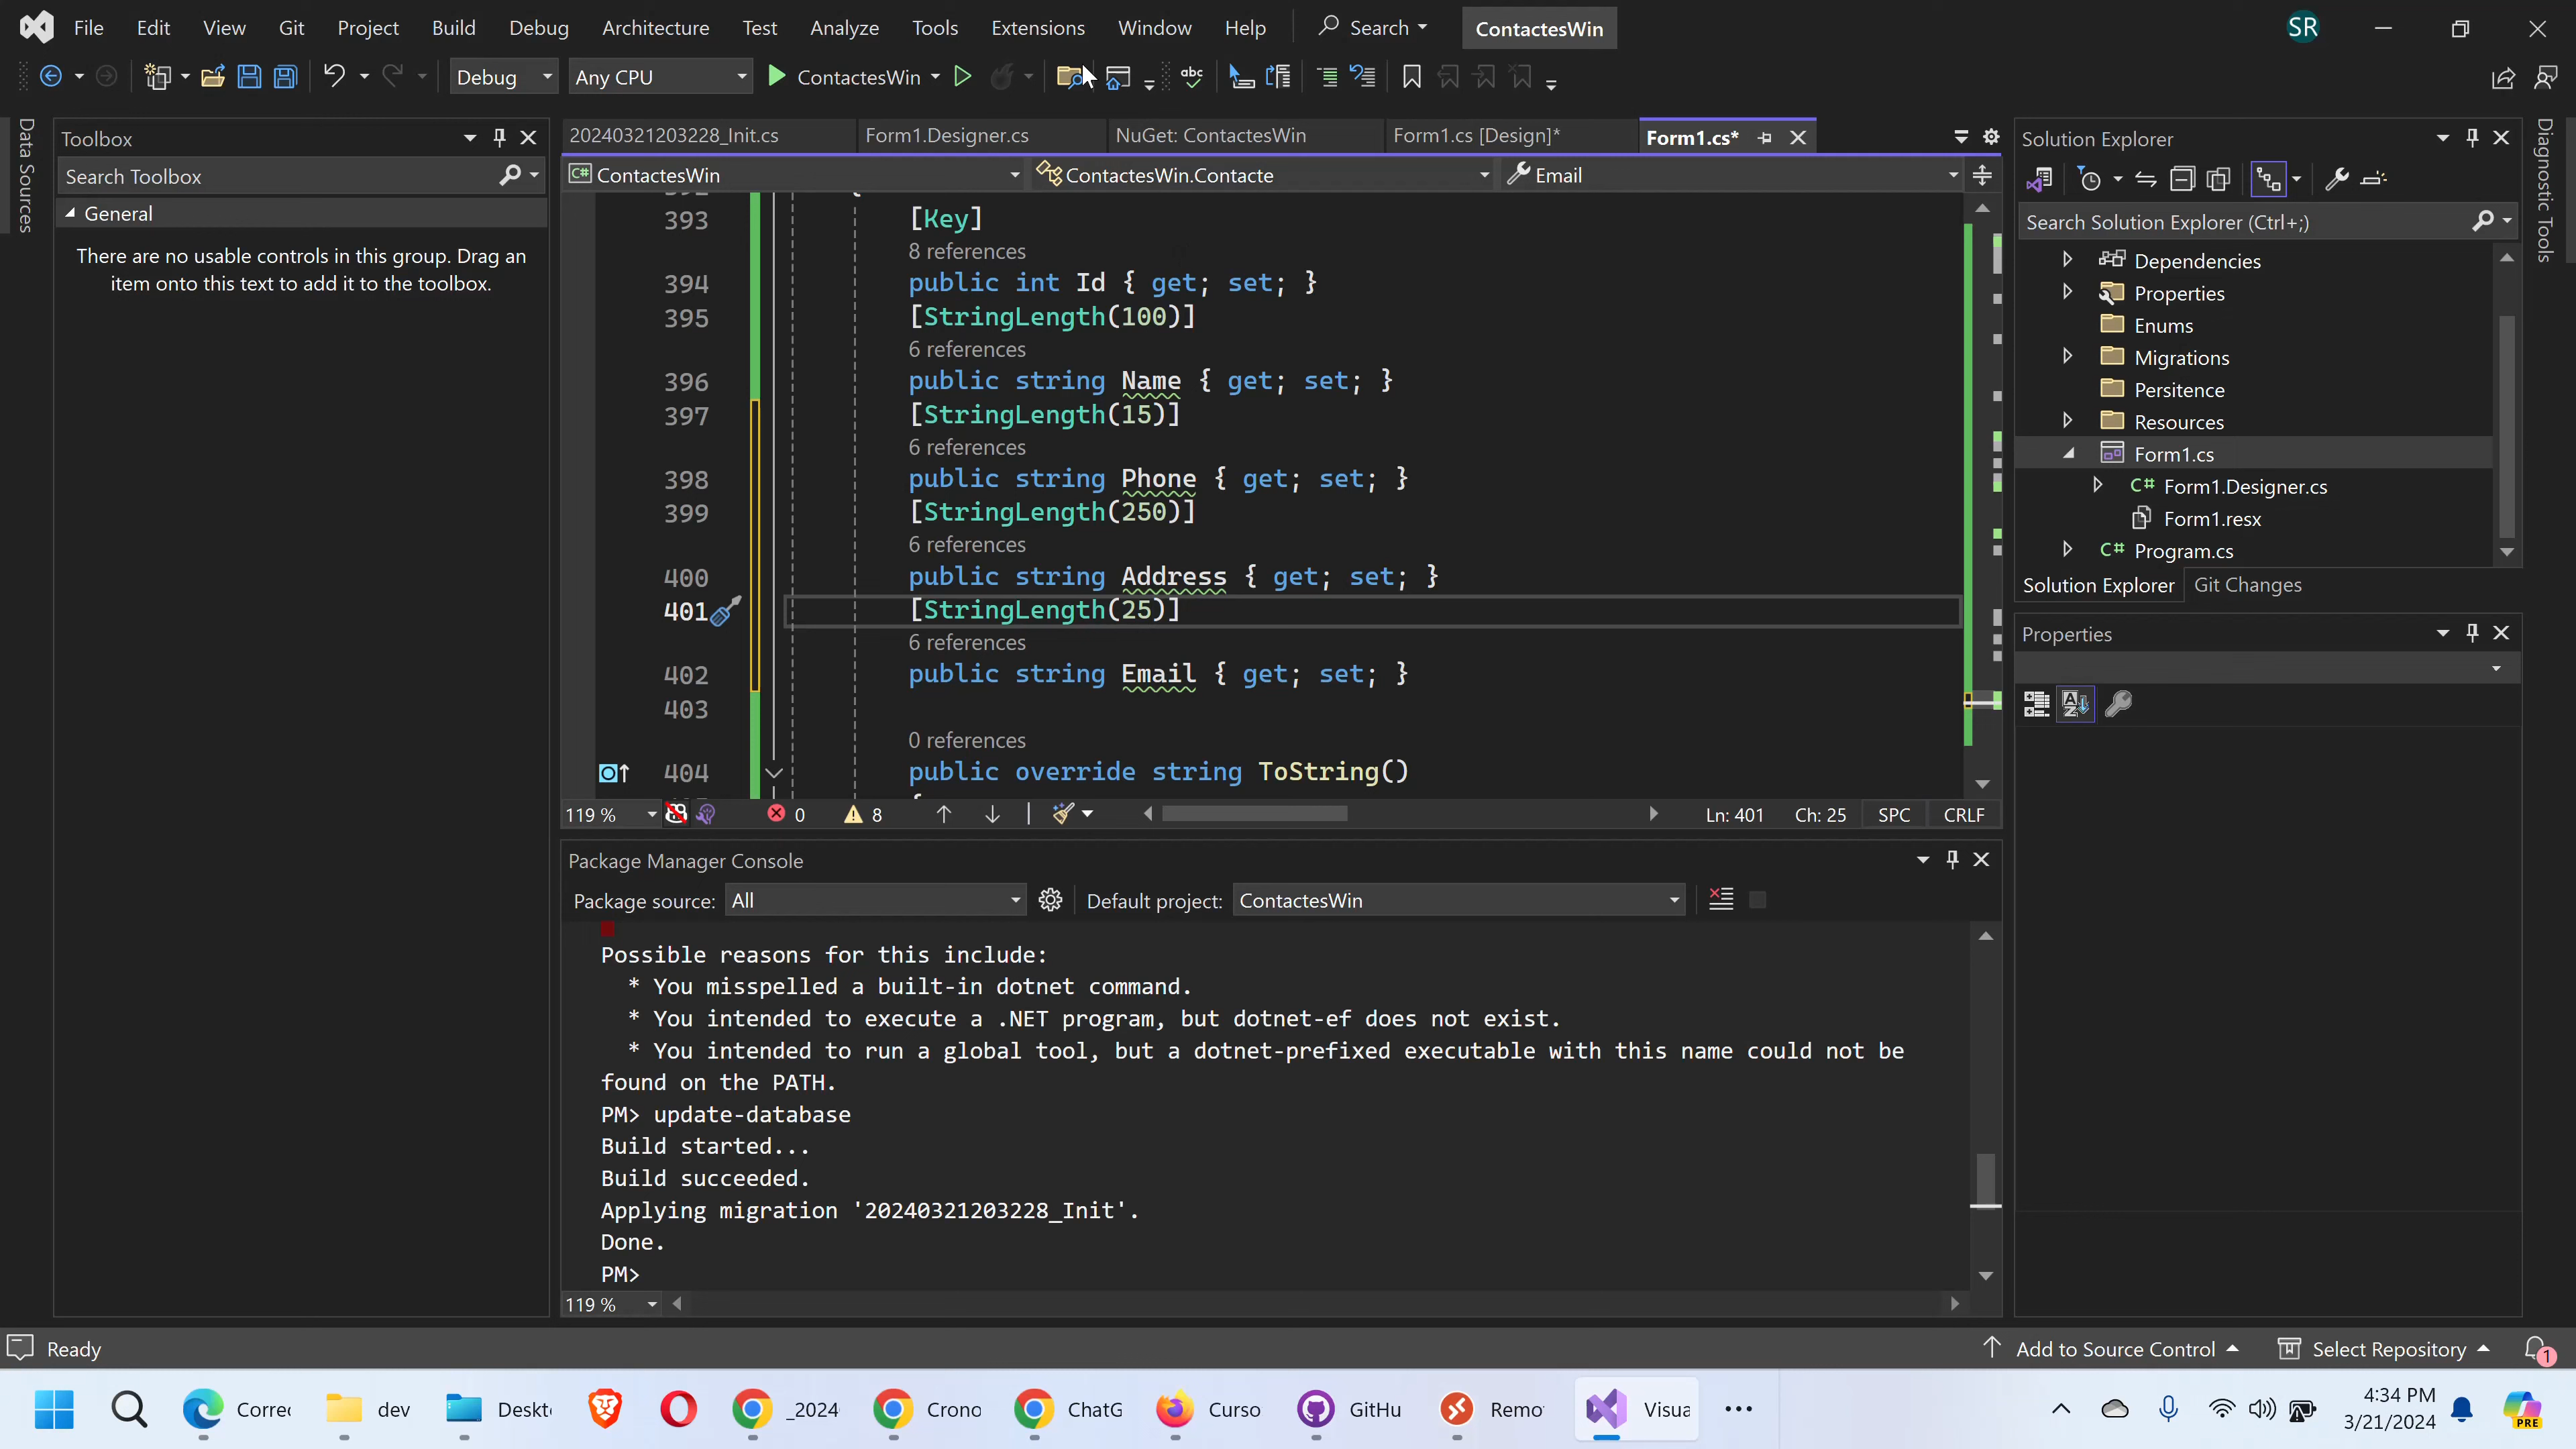 File Edit View Git Project Build Debug Architecture Test Analyze Tools Extensions Window Help Search ContactesWin SR
Debug Any CPU ContactesWin abc
Data Sources
Toolbox
Search Toolbox
General
There are no usable controls in this group. Drag an
item onto this text to add it to the toolbox.
20240321203228_Init.cs Form1.Designer.cs NuGet: ContactesWin Form1.cs [Design]* Form1.cs*
C# ContactesWin ContactesWin.Contacte Email
393 [Key]
8 references
394 public int Id { get; set; }
395 [StringLength(100)]
6 references
396 public string Name { get; set; }
397 [StringLength(15)]
6 references
398 public string Phone { get; set; }
399 [StringLength(250)]
6 references
400 public string Address { get; set; }
401 [StringLength(25)]
6 references
402 public string Email { get; set; }
403
0 references
404 public override string ToString()
119 % 0 8 Ln: 401 Ch: 25 SPC CRLF
Package Manager Console
Package source: All Default project: ContactesWin
Possible reasons for this include:
* You misspelled a built-in dotnet command.
* You intended to execute a .NET program, but dotnet-ef does not exist.
* You intended to run a global tool, but a dotnet-prefixed executable with this name could not be
found on the PATH.
PM> update-database
Build started...
Build succeeded.
Applying migration '20240321203228_Init'.
Done.
PM>
119 %
Solution Explorer
Search Solution Explorer (Ctrl+;)
Dependencies
Properties
Enums
Migrations
Persitence
Resources
Form1.cs
C# Form1.Designer.cs
Form1.resx
C# Program.cs
Solution Explorer Git Changes
Properties
Diagnostic Tools
Ready Add to Source Control Select Repository 1
Correc dev Deskt _2024 Crono ChatG Curso GitHu Remo Visua
4:34 PM
3/21/2024
PRE